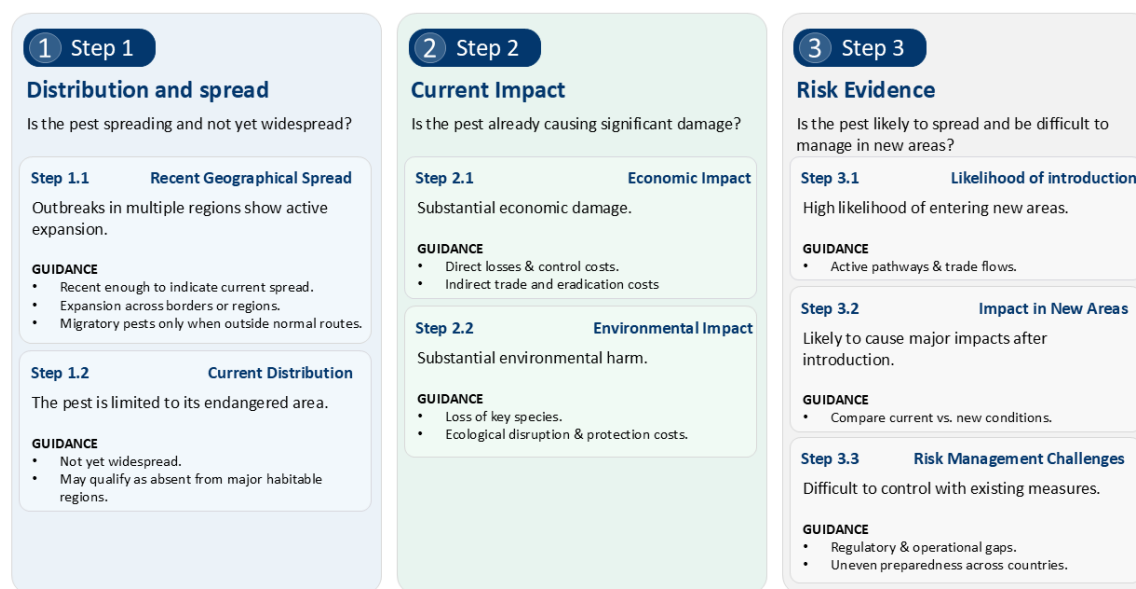 1 Step 1
Distribution and spread
Is the pest spreading and not yet widespread?
Step 1.1 Recent Geographical Spread
Outbreaks in multiple regions show active
expansion.
GUIDANCE
• Recent enough to indicate current spread.
• Expansion across borders or regions.
• Migratory pests only when outside normal routes.
Step 1.2 Current Distribution
The pest is limited to its endangered area.
GUIDANCE
• Not yet widespread.
• May qualify as absent from major habitable
regions.
2 Step 2
Current Impact
Is the pest already causing significant damage?
Step 2.1 Economic Impact
Substantial economic damage.
GUIDANCE
• Direct losses & control costs.
• Indirect trade and eradication costs
Step 2.2 Environmental Impact
Substantial environmental harm.
GUIDANCE
• Loss of key species.
• Ecological disruption & protection costs.
3 Step 3
Risk Evidence
Is the pest likely to spread and be difficult to
manage in new areas?
Step 3.1 Likelihood of introduction
High likelihood of entering new areas.
GUIDANCE
• Active pathways & trade flows.
Step 3.2 Impact in New Areas
Likely to cause major impacts after
introduction.
GUIDANCE
• Compare current vs. new conditions.
Step 3.3 Risk Management Challenges
Difficult to control with existing measures.
GUIDANCE
• Regulatory & operational gaps.
• Uneven preparedness across countries.